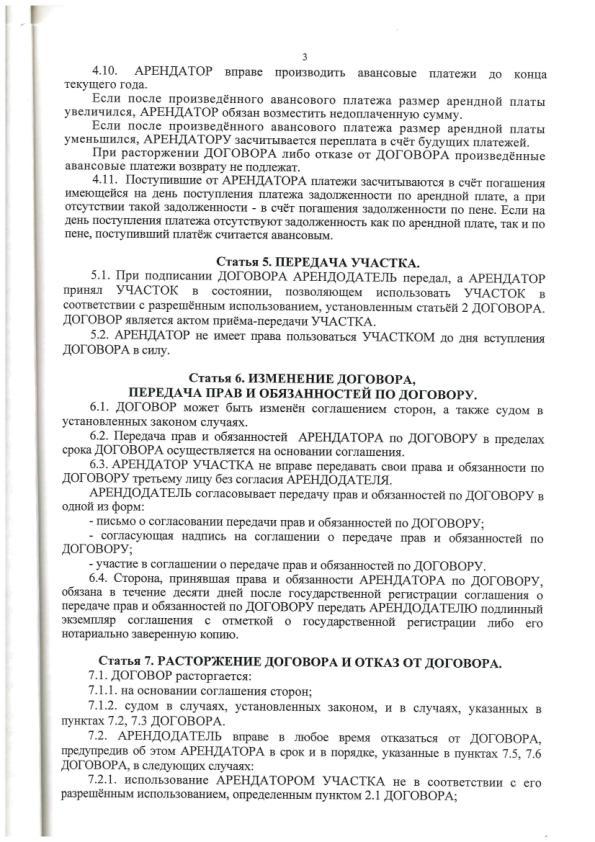 3
4.10. АРЕНДАТОР вправе производить авансовые платежи до конца
текущего года.
Если после произведённого авансового платежа размер арендной платы
увеличился, АРЕНДАТОР обязан возместить недоплаченную сумму.
Если после произведённого авансового платежа размер арендной платы
уменьшился, АРЕНДАТОРУ засчитывается переплата в счёт будущих платежей.
При расторжении ДОГОВОРА либо отказе от ДОГОВОРА произведённые
авансовые платежи возврату не подлежат.
4.11. Поступившие от АРЕНДАТОРА платежи засчитываются в счёт погашения
имеющейся на день поступления платежа задолженности по арендной плате, а при
отсутствии такой задолженности - в счёт погашения задолженности по пене. Если на
день поступления платежа отсутствуют задолженность как по арендной плате, так и по
пене, поступивший платёж считается авансовым.
Статья 5. ПЕРЕДАЧА УЧАСТКА.
5.1. При подписании ДОГОВОРА АРЕНДОДАТЕЛЬ передал, а АРЕНДАТОР
принял УЧАСТОК в состоянии, позволяющем использовать УЧАСТОК в
соответствии с разрешённым использованием, установленным статьёй 2 ДОГОВОРА.
ДОГОВОР является актом приёма-передачи УЧАСТКА.
5.2. АРЕНДАТОР не имеет права пользоваться УЧАСТКОМ до дня вступления
ДОГОВОРА в силу.
Статья 6. ИЗМЕНЕНИЕ ДОГОВОРА,
ПЕРЕДАЧА ПРАВ И ОБЯЗАННОСТЕЙ ПО ДОГОВОРУ.
6.1. ДОГОВОР может быть изменён соглашением сторон, а также судом в
установленных законом случаях.
6.2. Передача прав и обязанностей АРЕНДАТОРА по ДОГОВОРУ в пределах
срока ДОГОВОРА осуществляется на основании соглашения.
6.3. АРЕНДАТОР УЧАСТКА не вправе передавать свои права и обязанности по
ДОГОВОРУ третьему лицу без согласия АРЕНДОДАТЕЛЯ.
АРЕНДОДАТЕЛЬ согласовывает передачу прав и обязанностей по ДОГОВОРУ в
одной из форм:
- письмо о согласовании передачи прав и обязанностей по ДОГОВОРУ;
- согласующая надпись на соглашении о передаче прав и обязанностей по
ДОГОВОРУ;
- участие в соглашении о передаче прав и обязанностей по ДОГОВОРУ.
6.4. Сторона, принявшая права и обязанности АРЕНДАТОРА по ДОГОВОРУ,
обязана в течение десяти дней после государственной регистрации соглашения о
передаче прав и обязанностей по ДОГОВОРУ передать АРЕНДОДАТЕЛЮ подлинный
экземпляр соглашения с отметкой о государственной регистрации либо его
нотариально заверенную копию.
Статья 7. РАСТОРЖЕНИЕ ДОГОВОРА И ОТКАЗ ОТ ДОГОВОРА.
7.1. ДОГОВОР расторгается:
7.1.1. на основании соглашения сторон;
7.1.2. судом в случаях, установленных законом, и в случаях, указанных в
пунктах 7.2, 7.3 ДОГОВОРА.
7.2. АРЕНДОДАТЕЛЬ вправе в любое время отказаться от ДОГОВОРА,
предупредив об этом АРЕНДАТОРА в срок и в порядке, указанные в пунктах 7.5, 7.6
ДОГОВОРА, в следующих случаях:
7.2.1. использование АРЕНДАТОРОМ УЧАСТКА не в соответствии с его
разрешённым использованием, определенным пунктом 2.1 ДОГОВОРА;